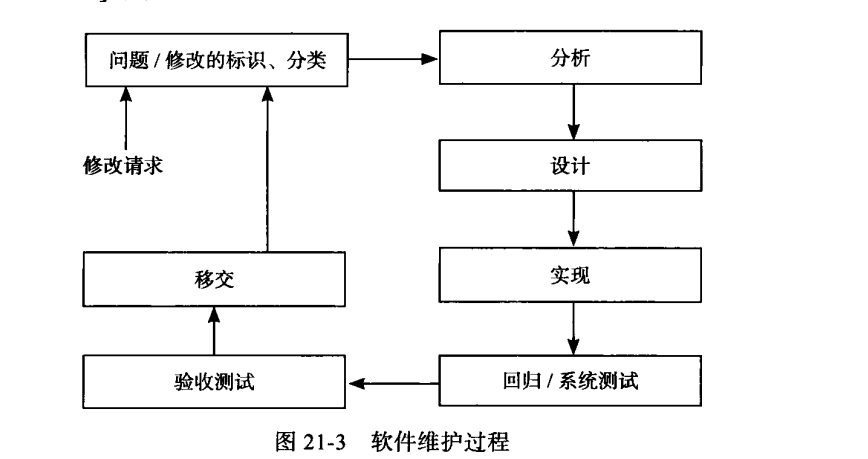 问题 / 修改的标识、分类
分析
修改请求
设计
移交
实现
验收测试
回归 / 系统测试
图 21-3 软件维护过程